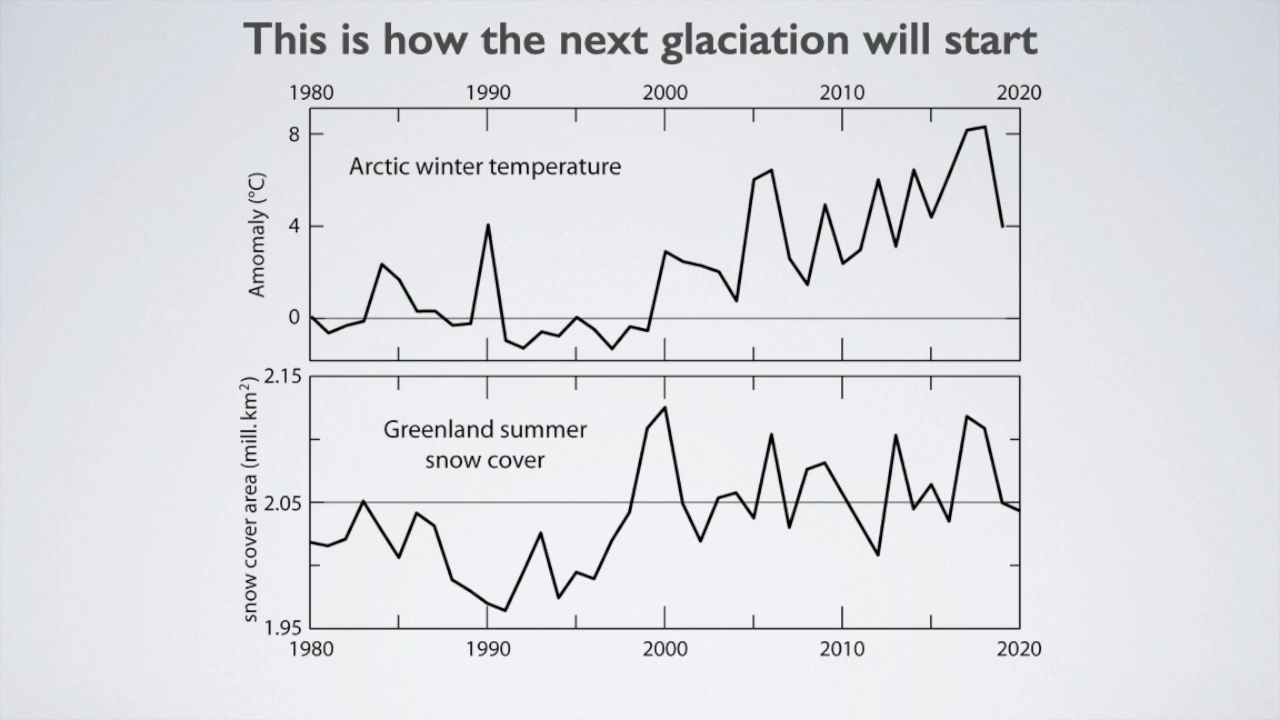 This is how the next glaciation will start
1980 1990 2000 2010 2020
8
4
0
Amomaly (°C)
Arctic winter temperature
2.15
2.05
1.95
snow cover area (mill. km²)
Greenland summer
snow cover
1980 1990 2000 2010 2020